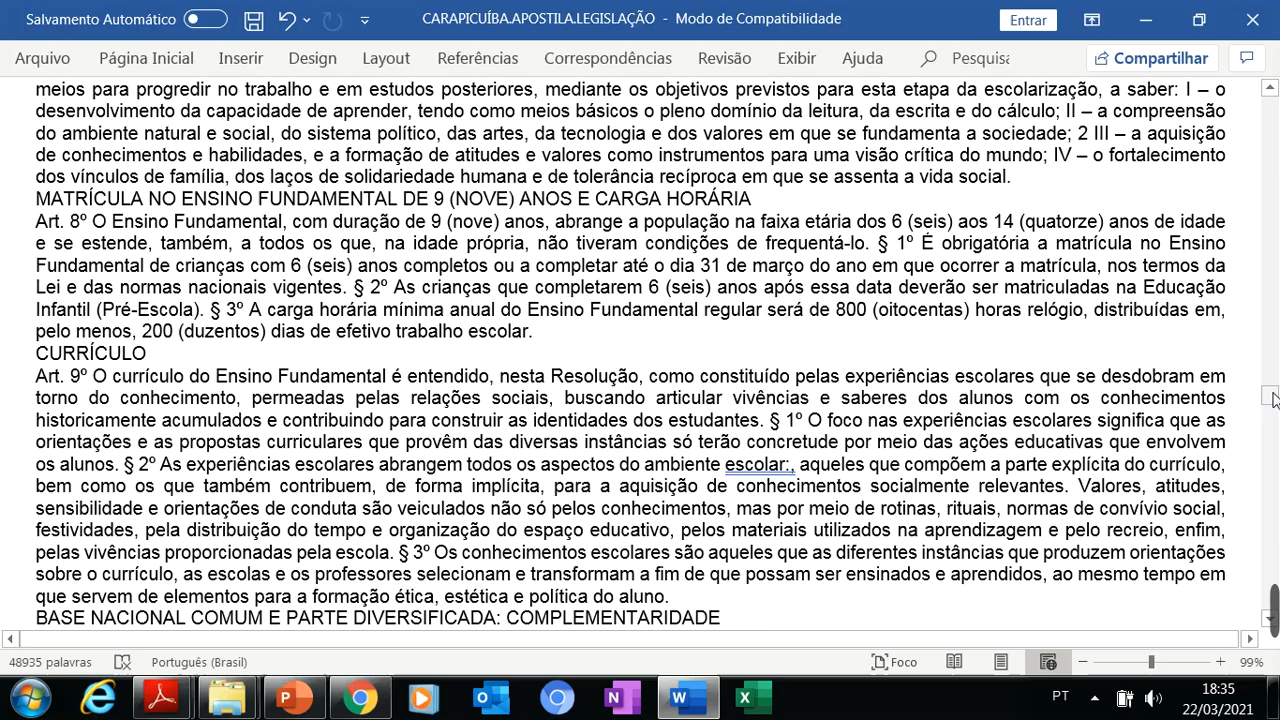 Salvamento Automático
CARAPICUÍBA.APOSTILA.LEGISLAÇÃO - Modo de Compatibilidade
Entrar
Arquivo Página Inicial Inserir Design Layout Referências Correspondências Revisão Exibir Ajuda Pesquisa Compartilhar
meios para progredir no trabalho e em estudos posteriores, mediante os objetivos previstos para esta etapa da escolarização, a saber: I – o
desenvolvimento da capacidade de aprender, tendo como meios básicos o pleno domínio da leitura, da escrita e do cálculo; II – a compreensão
do ambiente natural e social, do sistema político, das artes, da tecnologia e dos valores em que se fundamenta a sociedade; 2 III – a aquisição
de conhecimentos e habilidades, e a formação de atitudes e valores como instrumentos para uma visão crítica do mundo; IV – o fortalecimento
dos vínculos de família, dos laços de solidariedade humana e de tolerância recíproca em que se assenta a vida social.
MATRÍCULA NO ENSINO FUNDAMENTAL DE 9 (NOVE) ANOS E CARGA HORÁRIA
Art. 8º O Ensino Fundamental, com duração de 9 (nove) anos, abrange a população na faixa etária dos 6 (seis) aos 14 (quatorze) anos de idade
e se estende, também, a todos os que, na idade própria, não tiveram condições de frequentá-lo. § 1º É obrigatória a matrícula no Ensino
Fundamental de crianças com 6 (seis) anos completos ou a completar até o dia 31 de março do ano em que ocorrer a matrícula, nos termos da
Lei e das normas nacionais vigentes. § 2º As crianças que completarem 6 (seis) anos após essa data deverão ser matriculadas na Educação
Infantil (Pré-Escola). § 3º A carga horária mínima anual do Ensino Fundamental regular será de 800 (oitocentas) horas relógio, distribuídas em,
pelo menos, 200 (duzentos) dias de efetivo trabalho escolar.
CURRÍCULO
Art. 9º O currículo do Ensino Fundamental é entendido, nesta Resolução, como constituído pelas experiências escolares que se desdobram em
torno do conhecimento, permeadas pelas relações sociais, buscando articular vivências e saberes dos alunos com os conhecimentos
historicamente acumulados e contribuindo para construir as identidades dos estudantes. § 1º O foco nas experiências escolares significa que as
orientações e as propostas curriculares que provêm das diversas instâncias só terão concretude por meio das ações educativas que envolvem
os alunos. § 2º As experiências escolares abrangem todos os aspectos do ambiente escolar:, aqueles que compõem a parte explícita do currículo,
bem como os que também contribuem, de forma implícita, para a aquisição de conhecimentos socialmente relevantes. Valores, atitudes,
sensibilidade e orientações de conduta são veiculados não só pelos conhecimentos, mas por meio de rotinas, rituais, normas de convívio social,
festividades, pela distribuição do tempo e organização do espaço educativo, pelos materiais utilizados na aprendizagem e pelo recreio, enfim,
pelas vivências proporcionadas pela escola. § 3º Os conhecimentos escolares são aqueles que as diferentes instâncias que produzem orientações
sobre o currículo, as escolas e os professores selecionam e transformam a fim de que possam ser ensinados e aprendidos, ao mesmo tempo em
que servem de elementos para a formação ética, estética e política do aluno.
BASE NACIONAL COMUM E PARTE DIVERSIFICADA: COMPLEMENTARIDADE
48935 palavras Português (Brasil) Foco 99%
PT
18:35
22/03/2021